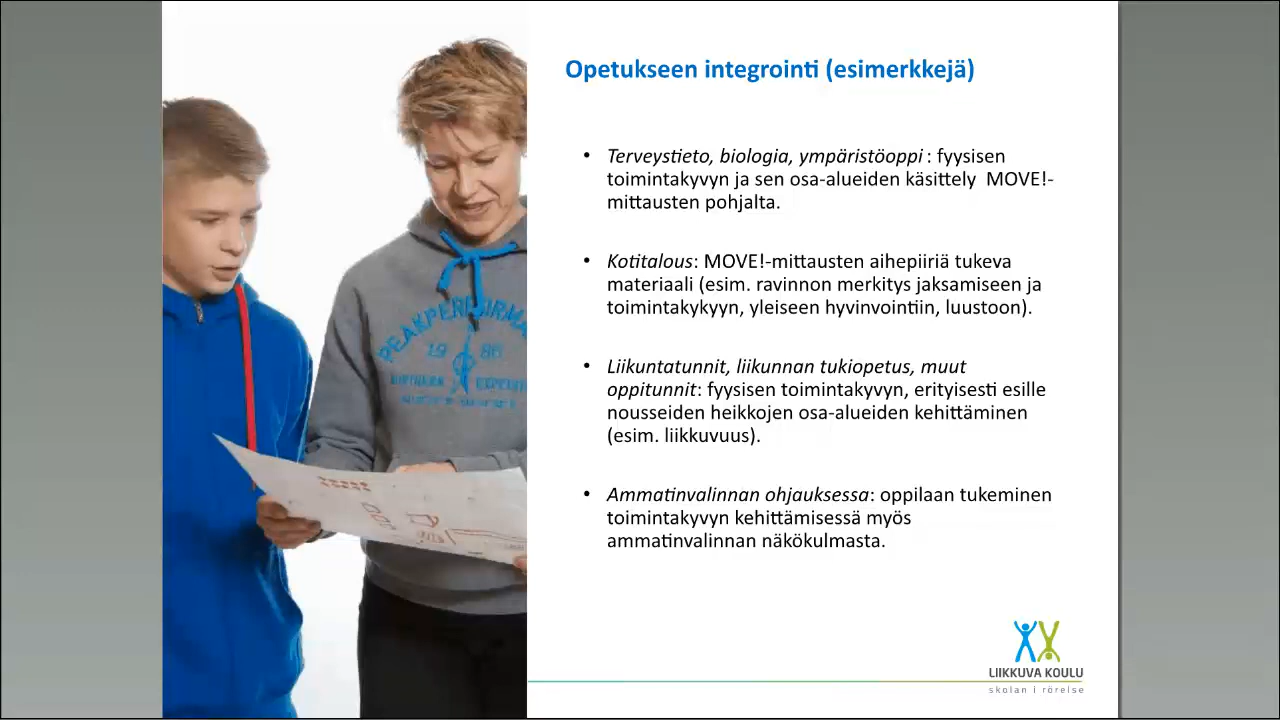 Opetukseen integrointi (esimerkkejä)
• Terveystieto, biologia, ympäristöoppi : fyysisen
toimintakyvyn ja sen osa-alueiden käsittely MOVE!-
mittausten pohjalta.
• Kotitalous: MOVE!-mittausten aihepiiriä tukeva
materiaali (esim. ravinnon merkitys jaksamiseen ja
toimintakykyyn, yleiseen hyvinvointiin, luustoon).
• Liikuntatunnit, liikunnan tukiopetus, muut
oppitunnit: fyysisen toimintakyvyn, erityisesti esille
nousseiden heikkojen osa-alueiden kehittäminen
(esim. liikkuvuus).
• Ammatinvalinnan ohjauksessa: oppilaan tukeminen
toimintakyvyn kehittämisessä myös
ammatinvalinnan näkökulmasta.
PEAKPERFORMA
19 86
LIIKKUVA KOULU
skolan i rörelse